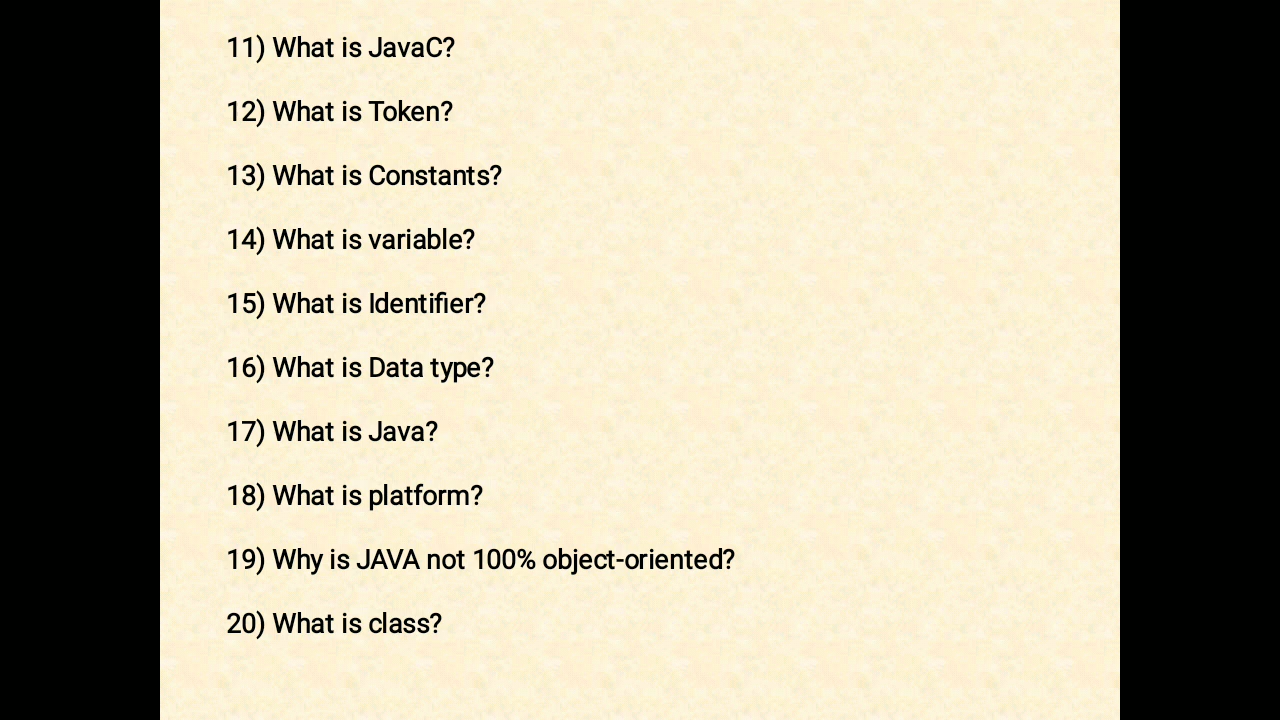 11) What is JavaC?
12) What is Token?
13) What is Constants?
14) What is variable?
15) What is Identifier?
16) What is Data type?
17) What is Java?
18) What is platform?
19) Why is JAVA not 100% object-oriented?
20) What is class?